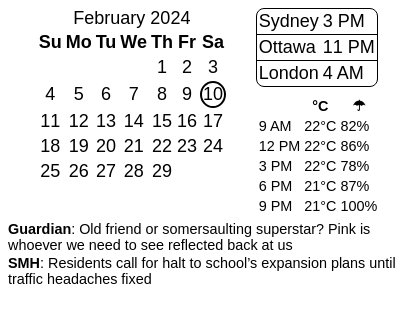 February 2024
Su Mo Tu We Th Fr Sa
1 2 3
4 5 6 7 8 9 10
11 12 13 14 15 16 17
18 19 20 21 22 23 24
25 26 27 28 29
Sydney 3 PM
Ottawa 11 PM
London 4 AM
°C ☂
9 AM 22°C 82%
12 PM 22°C 86%
3 PM 22°C 78%
6 PM 21°C 87%
9 PM 21°C 100%
Guardian: Old friend or somersaulting superstar? Pink is
whoever we need to see reflected back at us
SMH: Residents call for halt to school’s expansion plans until
traffic headaches fixed